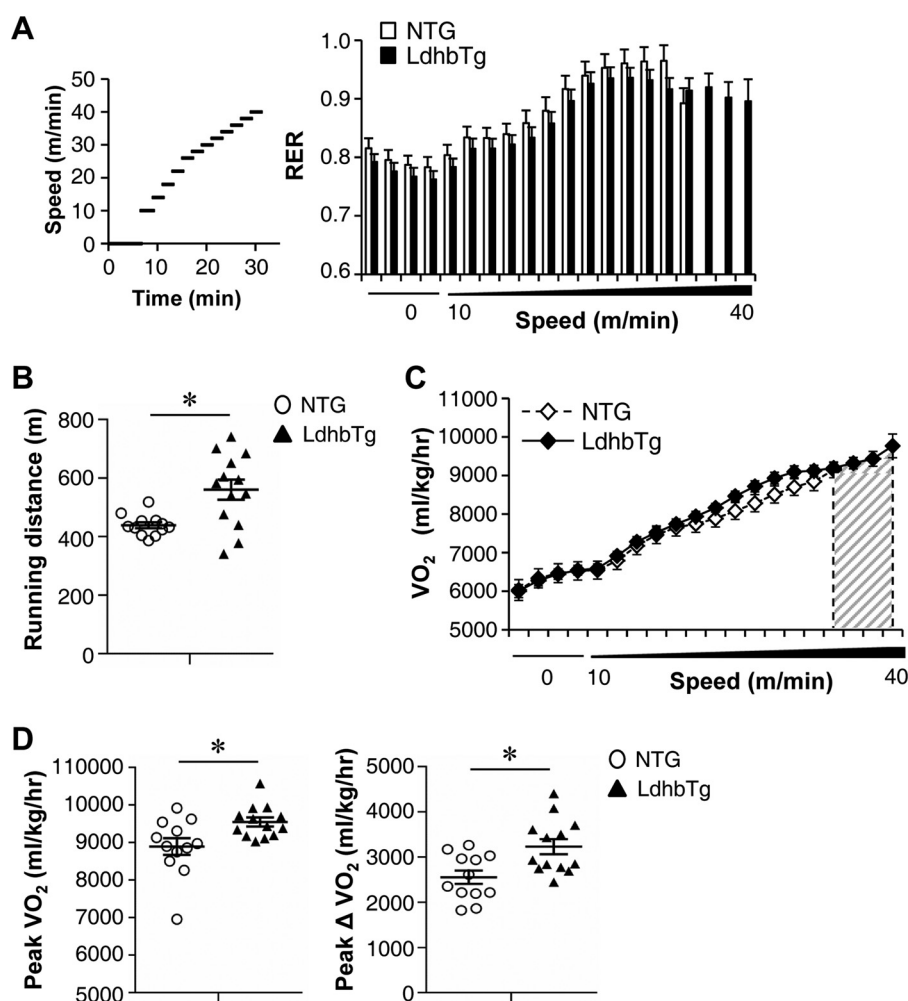 A
Speed (m/min)
50
40
30
20
10
0
0 10 20 30
Time (min)
NTG
LdhbTg
RER
1.0
0.9
0.8
0.7
0.6
0 10 40
Speed (m/min)
B
*
NTG
LdhbTg
Running distance (m)
800
600
400
200
0
C
NTG
LdhbTg
VO2 (ml/kg/hr)
11000
10000
9000
8000
7000
6000
5000
0 10 40
Speed (m/min)
D
*
Peak VO2 (ml/kg/hr)
110000
10000
9000
8000
7000
6000
5000
*
Peak Δ VO2 (ml/kg/hr)
5000
4000
3000
2000
1000
0
NTG
LdhbTg